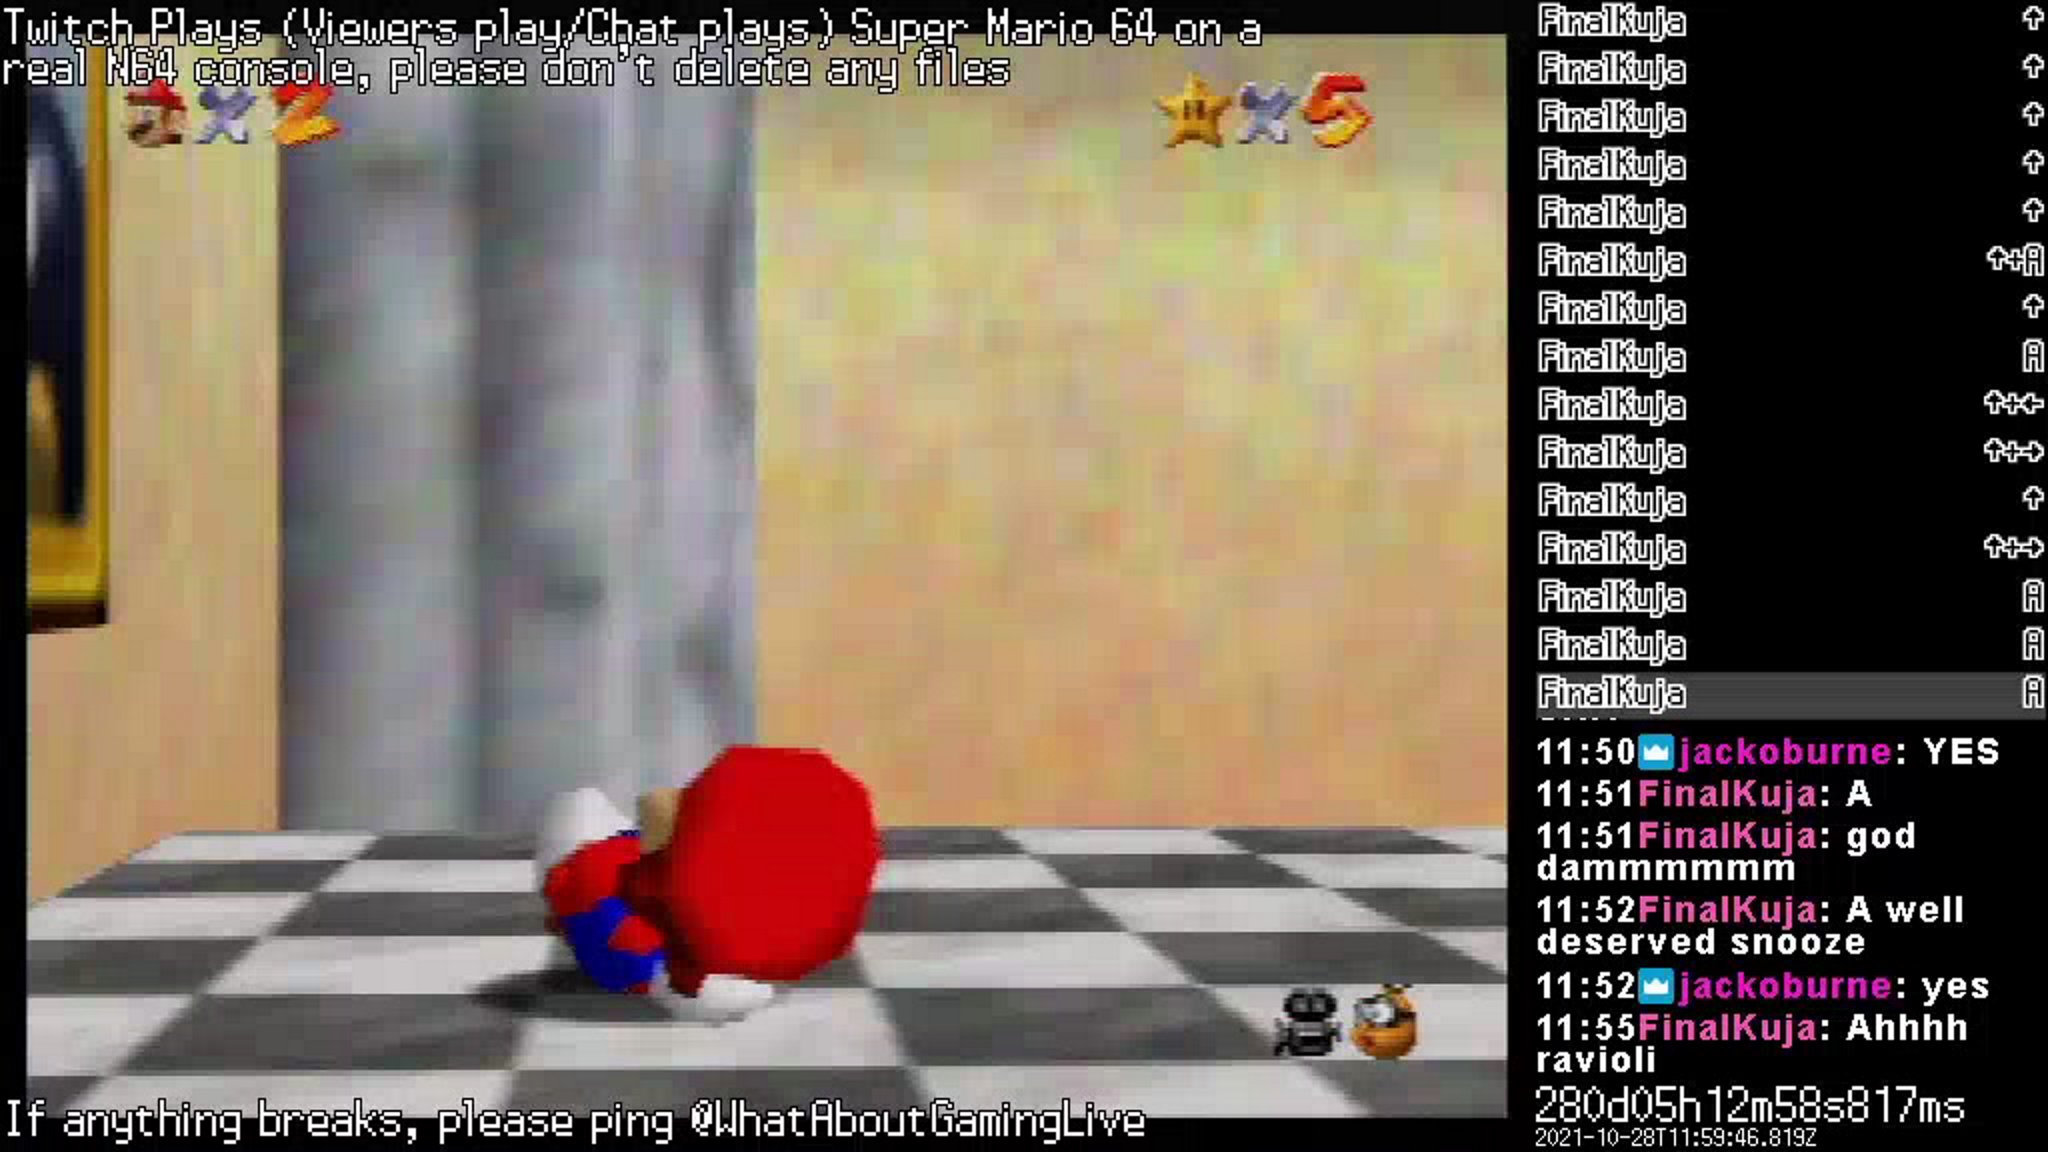 Twitch Plays (Viewers play/Chat plays) Super Mario 64 on a
real N64 console, please don't delete any files
2
5
FinalKuja ↑
FinalKuja ↑
FinalKuja ↑
FinalKuja ↑
FinalKuja ↑
FinalKuja ↑+A
FinalKuja ↑
FinalKuja A
FinalKuja ↑+←
FinalKuja ↑+→
FinalKuja ↑
FinalKuja ↑+→
FinalKuja A
FinalKuja A
FinalKuja A
11:50 jackoburne: YES
11:51 FinalKuja: A
11:51 FinalKuja: god
dammmmmmm
11:52 FinalKuja: A well
deserved snooze
11:52 jackoburne: yes
11:55 FinalKuja: Ahhhh
ravioli
280d05h12m58s817ms
2021-10-28T11:59:46.819Z
If anything breaks, please ping @WhatAboutGamingLive